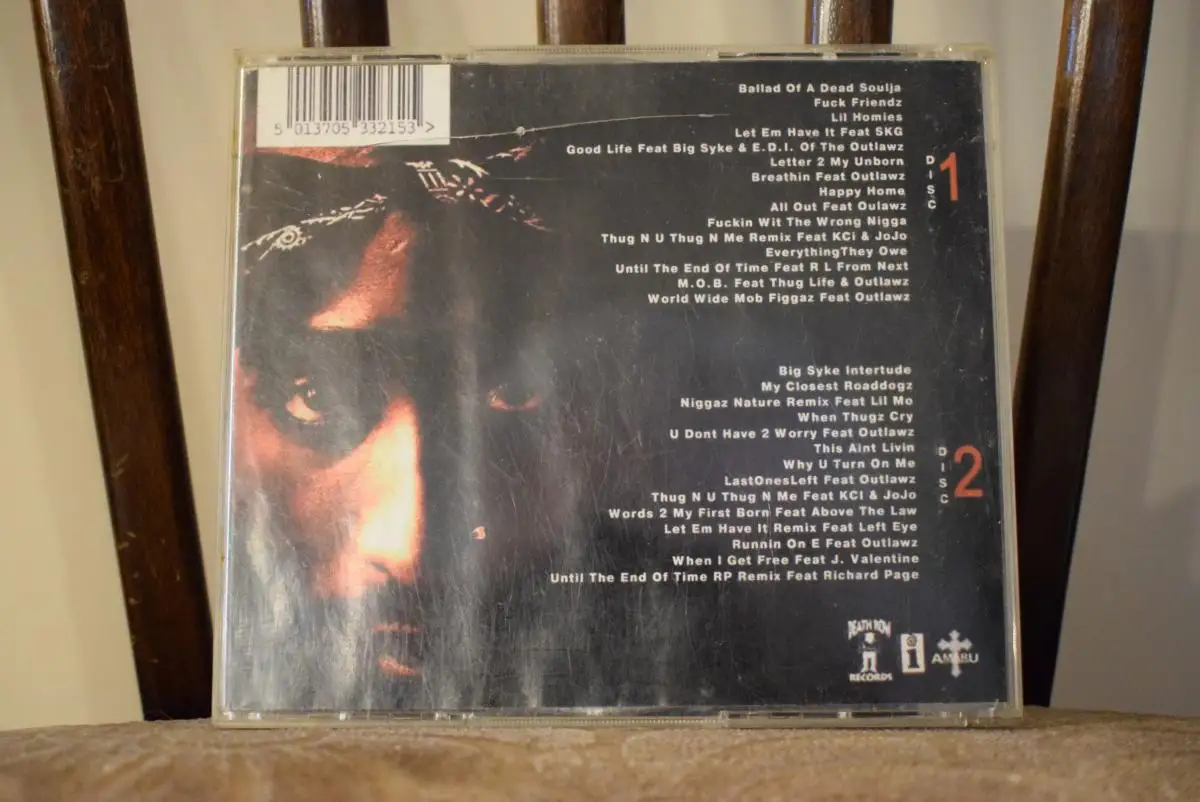 5 013705 332153 >
Ballad Of A Dead Soulja
Fuck Friendz
Lil Homies
Let Em Have It Feat SKG
Good Life Feat Big Syke & E.D.I. Of The Outlawz
Letter 2 My Unborn
Breathin Feat Outlawz
Happy Home
All Out Feat Oulawz
Fuckin Wit The Wrong Nigga
Thug N U Thug N Me Remix Feat KCi & JoJo
EverythingThey Owe
Until The End Of Time Feat R L From Next
M.O.B. Feat Thug Life & Outlawz
World Wide Mob Figgaz Feat Outlawz
DISC 1
Big Syke Intertude
My Closest Roaddogz
Niggaz Nature Remix Feat Lil Mo
When Thugz Cry
U Dont Have 2 Worry Feat Outlawz
This Aint Livin
Why U Turn On Me
LastOnesLeft Feat Outlawz
Thug N U Thug N Me Feat KCI & JoJo
Words 2 My First Born Feat Above The Law
Let Em Have It Remix Feat Left Eye
Runnin On E Feat Outlawz
When I Get Free Feat J. Valentine
Until The End Of Time RP Remix Feat Richard Page
DISC 2
DEATH ROW
RECORDS
i
AMARU